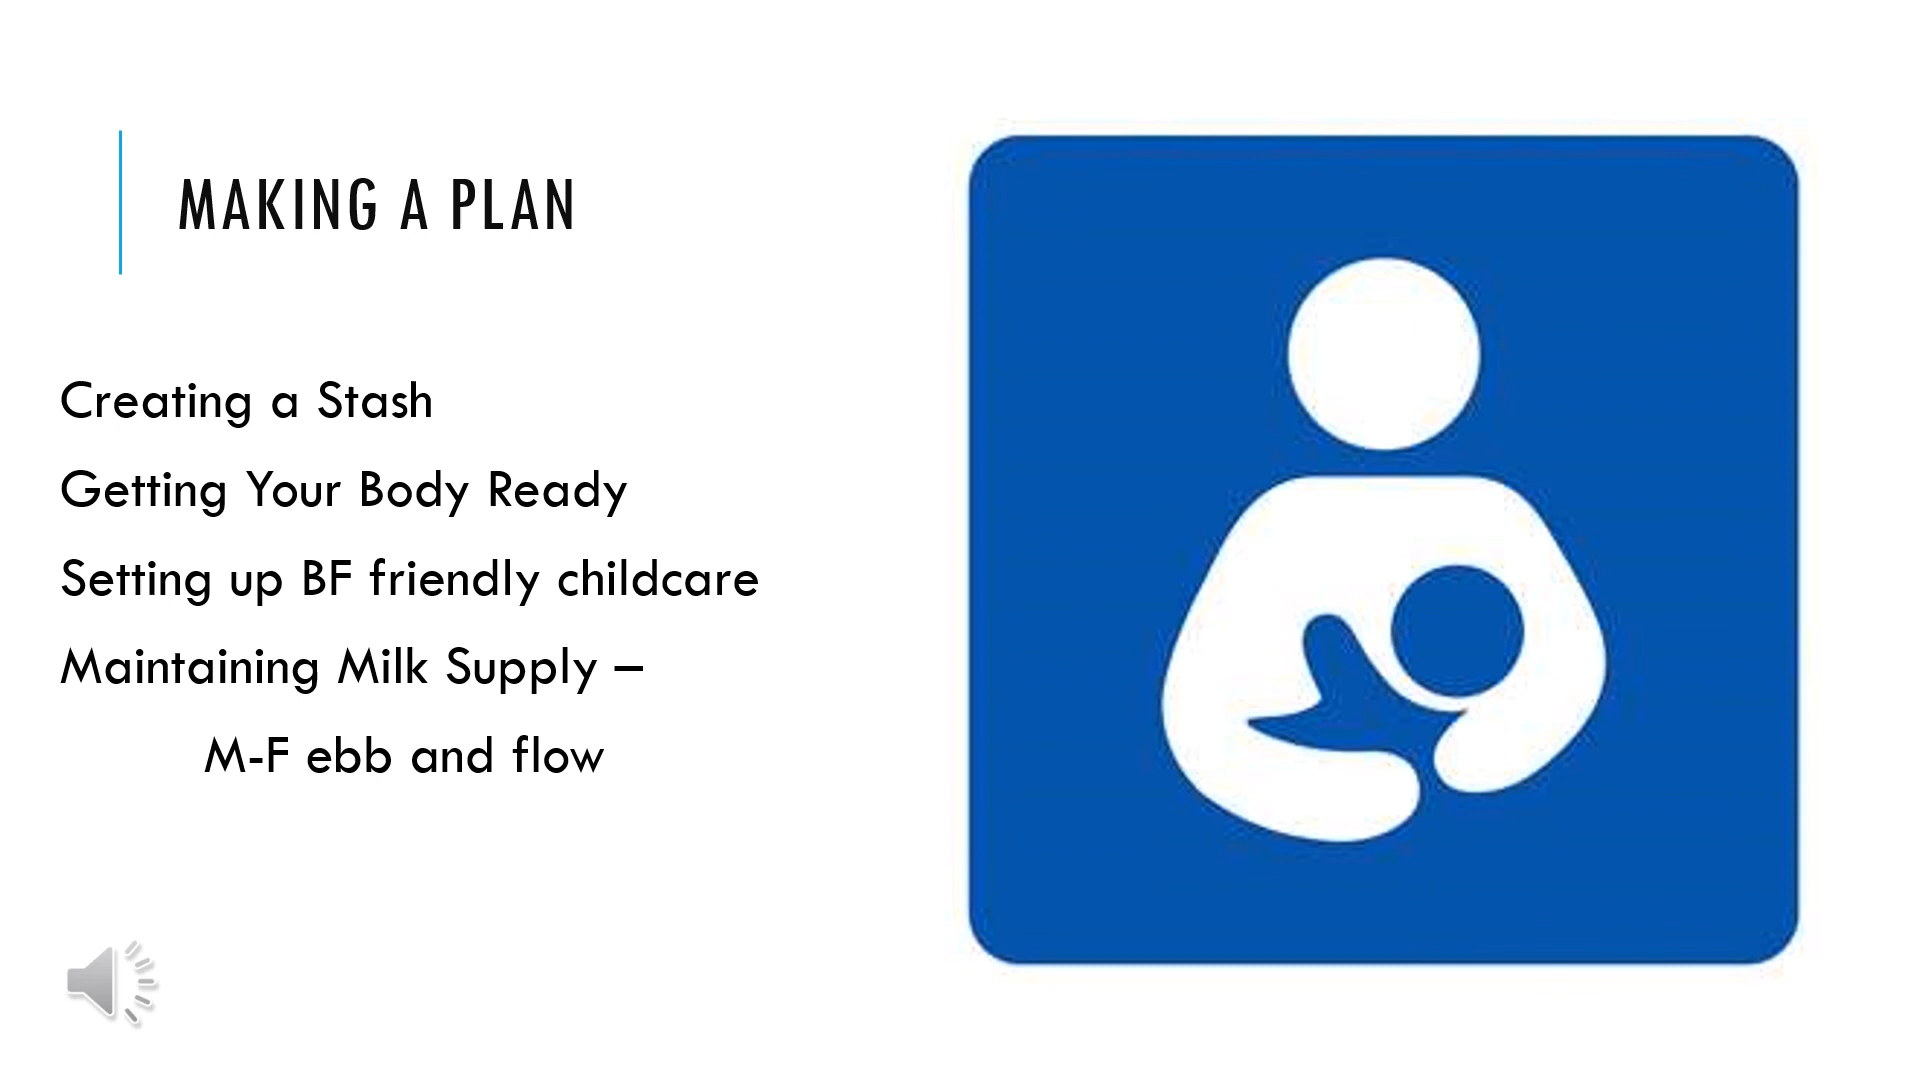 MAKING A PLAN
Creating a Stash
Getting Your Body Ready
Setting up BF friendly childcare
Maintaining Milk Supply –
M-F ebb and flow